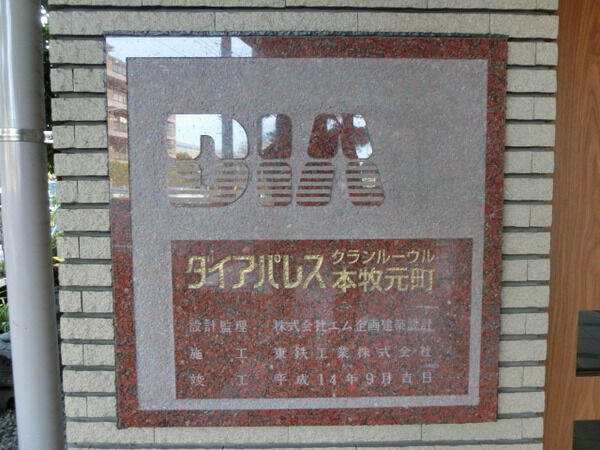 DIA
ダイアパレス クランルーヴル
本牧元町
設計監理 株式会社エム企画建築設計
施工 東鉄工業株式会社
竣工 平成14年9月吉日